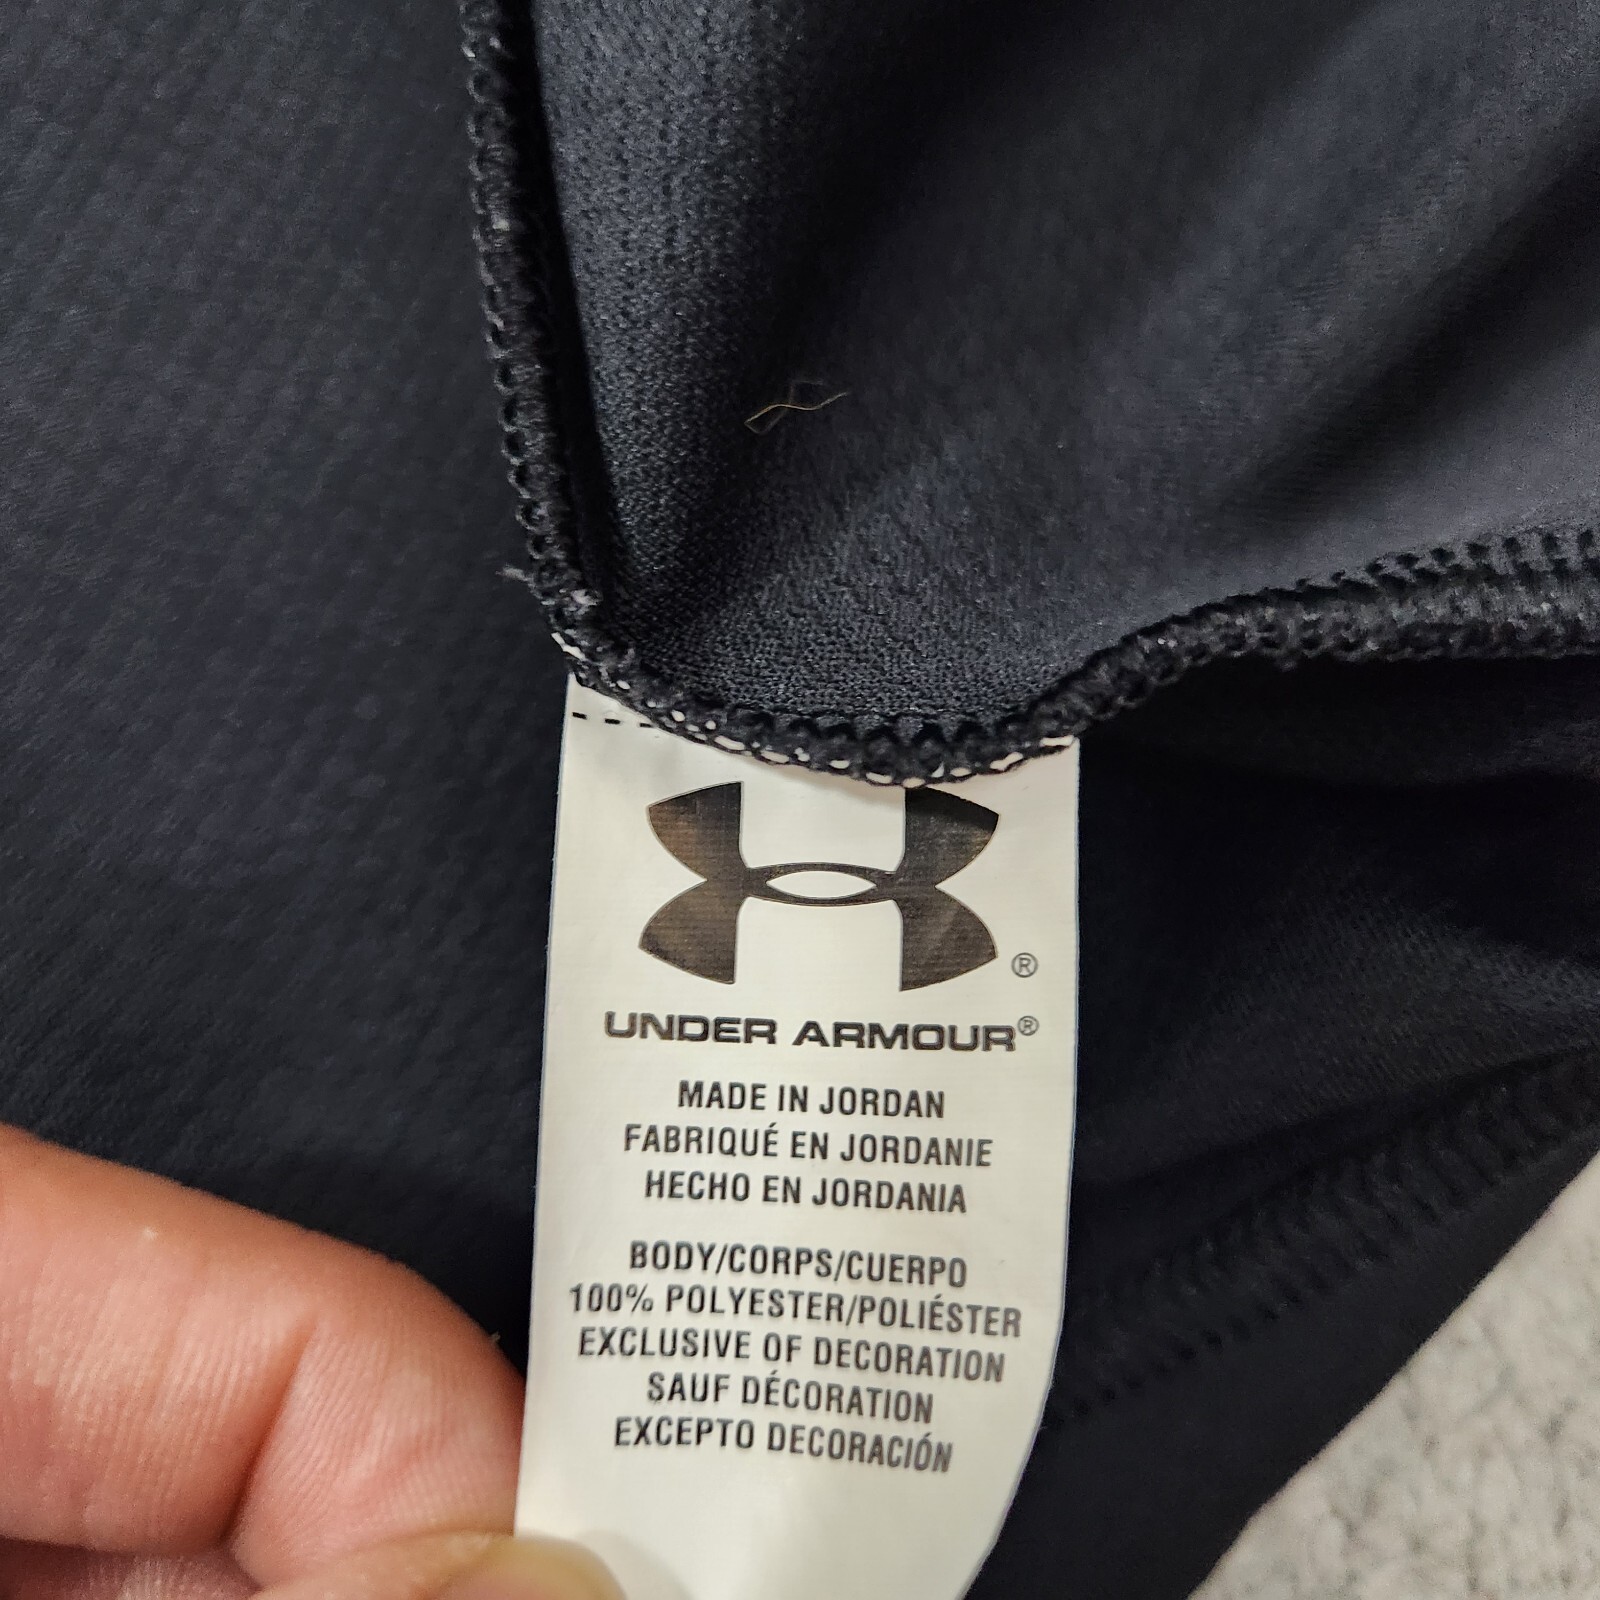 ®
UNDER ARMOUR®
MADE IN JORDAN
FABRIQUÉ EN JORDANIE
HECHO EN JORDANIA
BODY/CORPS/CUERPO
100% POLYESTER/POLIÉSTER
EXCLUSIVE OF DECORATION
SAUF DÉCORATION
EXCEPTO DECORACIÓN